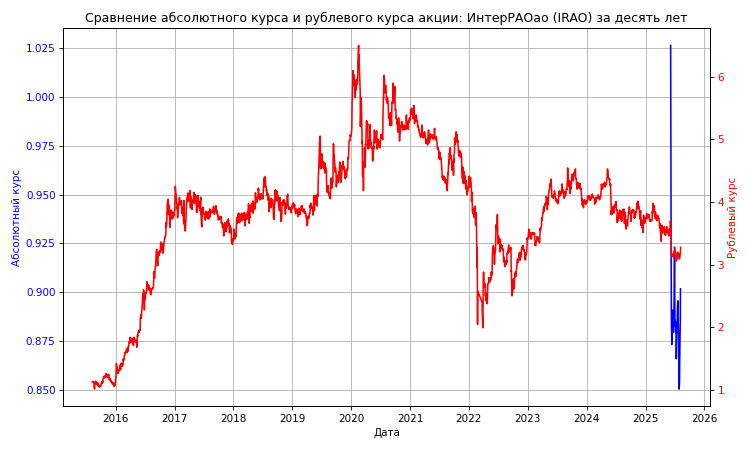 Сравнение абсолютного курса и рублевого курса акции: ИнтерРАОао (IRAO) за десять лет
1.025
1.000
0.975
0.950
0.925
0.900
0.875
0.850
Абсолютный курс
6
5
4
3
2
1
Рублевый курс
2016 2017 2018 2019 2020 2021 2022 2023 2024 2025 2026
Дата